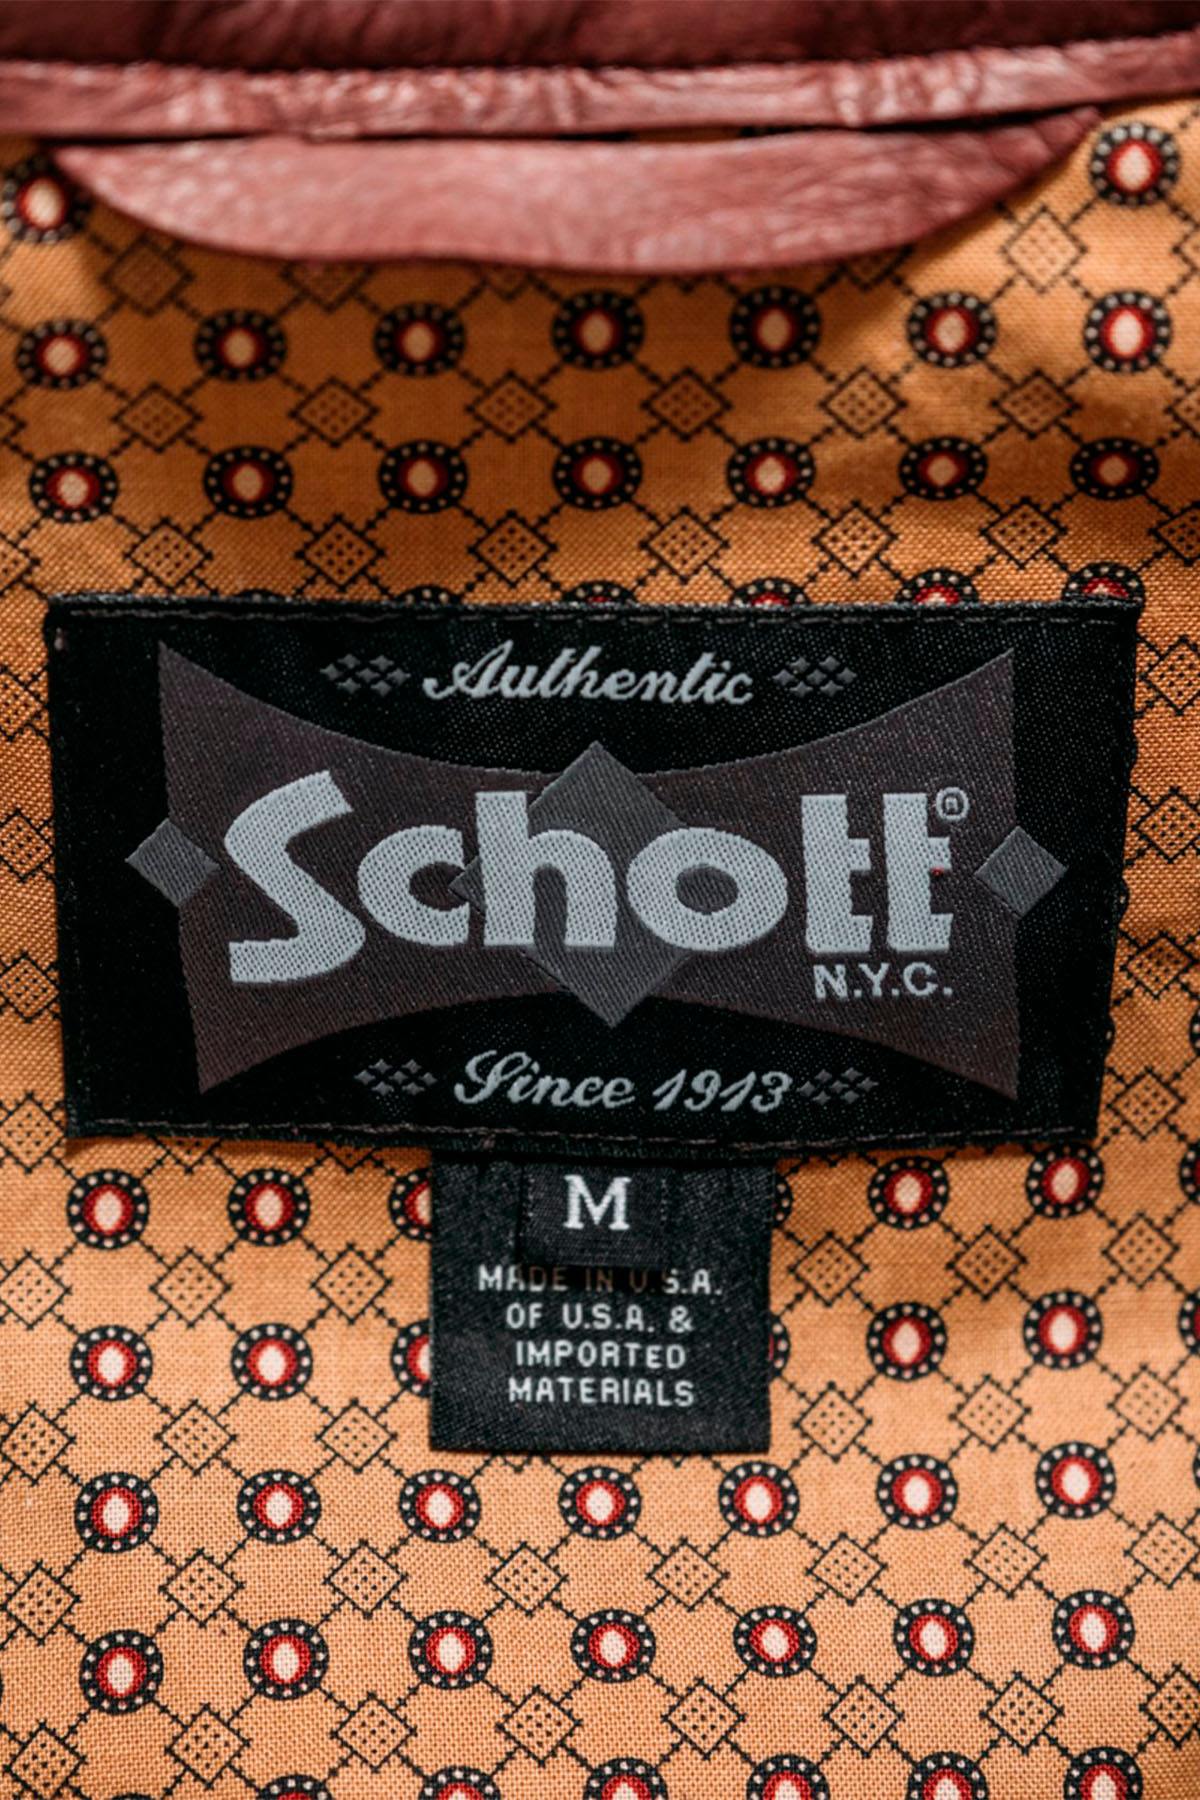 Authentic
Schott®
N.Y.C.
Since 1913
M
MADE IN U.S.A.
OF U.S.A. &
IMPORTED
MATERIALS